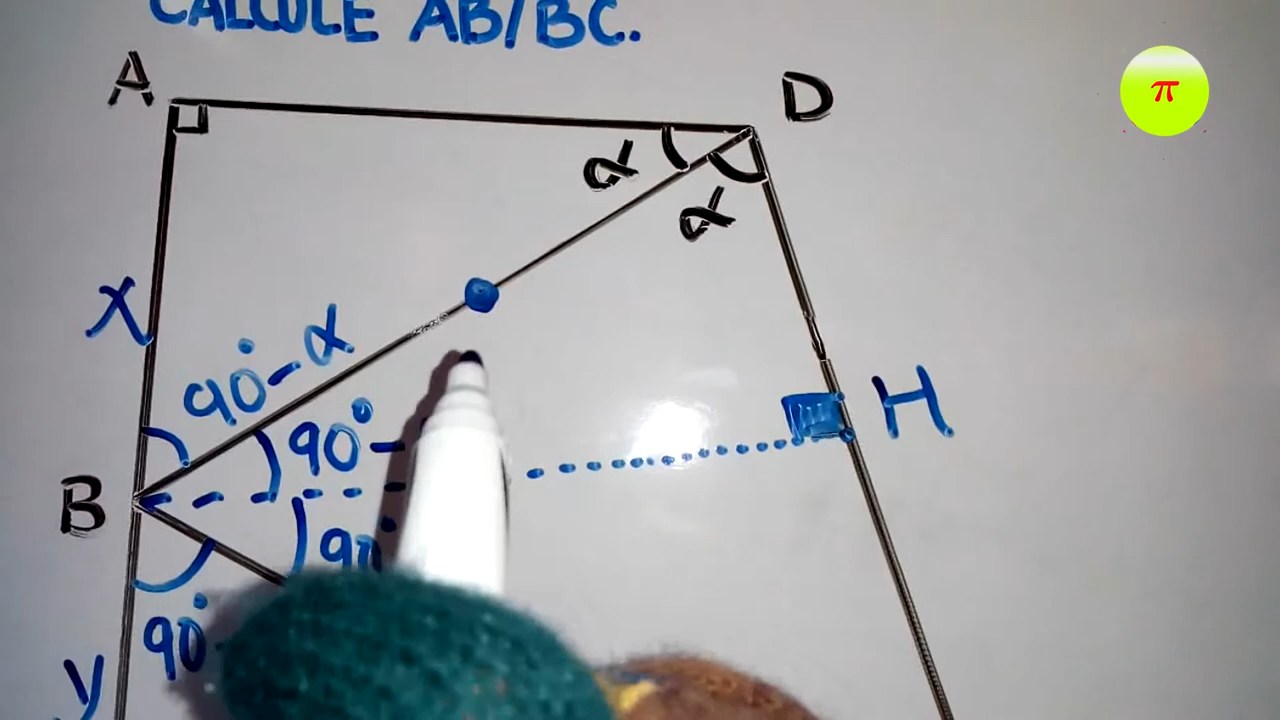 CALCULE AB/BC.
A
D
π
α
α
x
90°-α
H
90°-
B
90°
90°
y